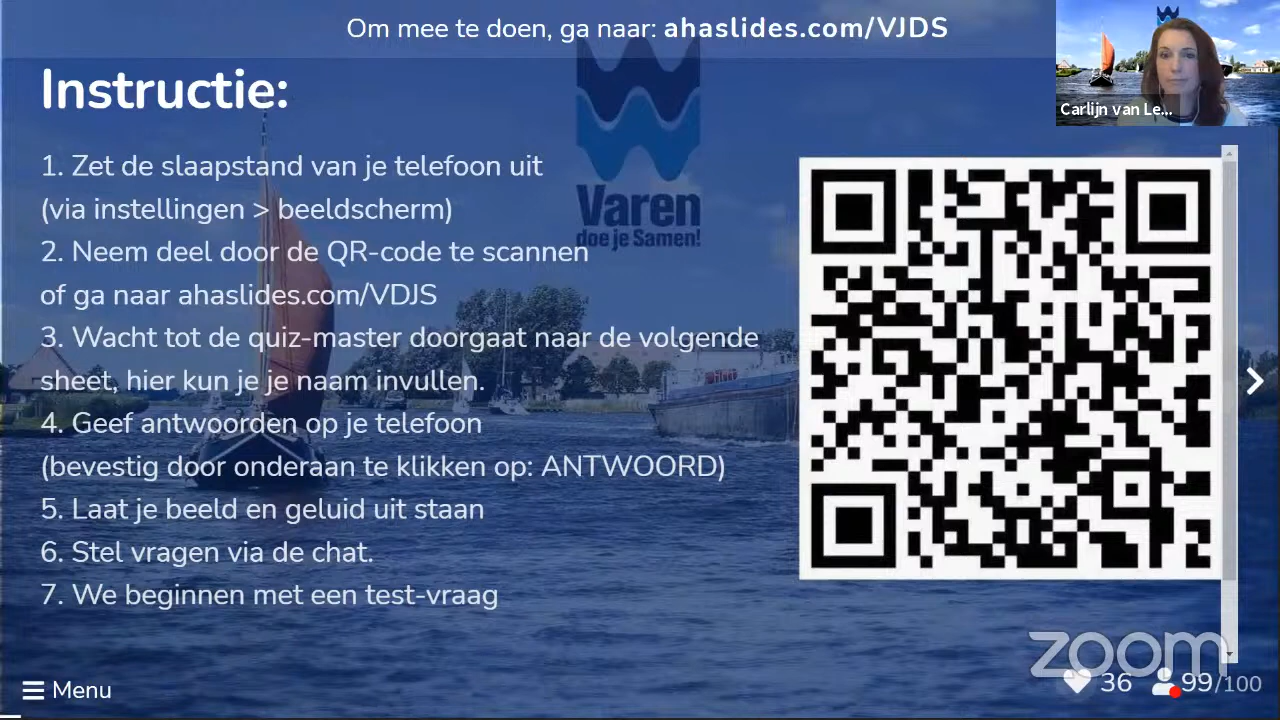 Om mee te doen, ga naar: ahaslides.com/VJDS
Instructie:
1. Zet de slaapstand van je telefoon uit
(via instellingen > beeldscherm)
2. Neem deel door de QR-code te scannen
of ga naar ahaslides.com/VDJS
3. Wacht tot de quiz-master doorgaat naar de volgende
sheet, hier kun je je naam invullen.
4. Geef antwoorden op je telefoon
(bevestig door onderaan te klikken op: ANTWOORD)
5. Laat je beeld en geluid uit staan
6. Stel vragen via de chat.
7. We beginnen met een test-vraag
Varen
doe je Samen!
Carlijn van Le...
zoom
Menu
36
99/100